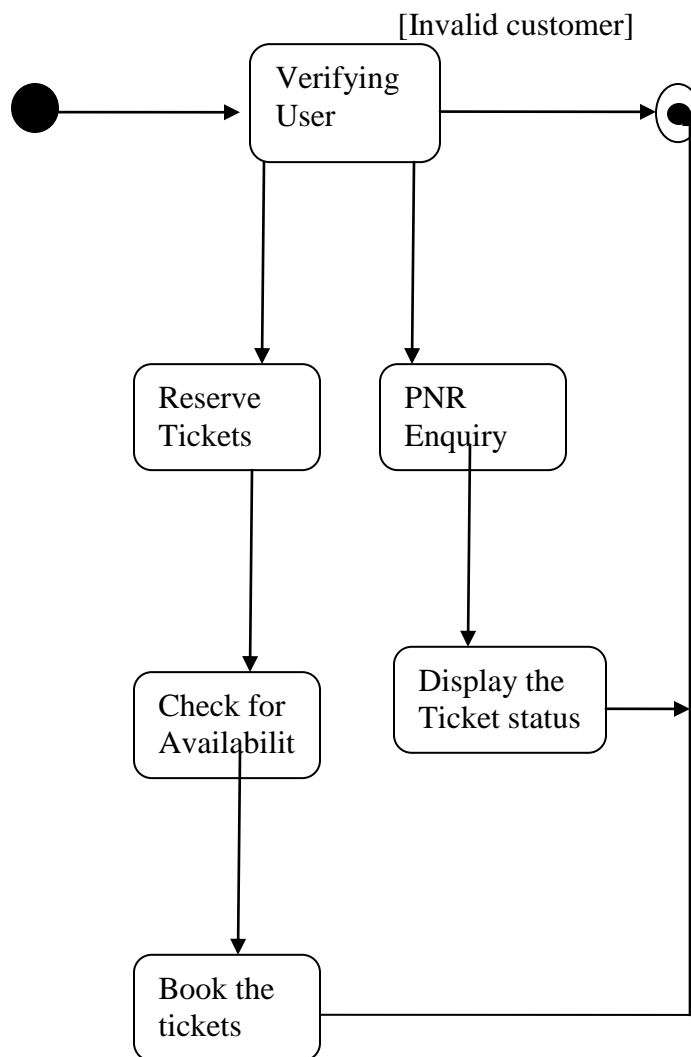 [Invalid customer]
Verifying
User
Reserve
Tickets
PNR
Enquiry
Check for
Availabilit
Display the
Ticket status
Book the
tickets